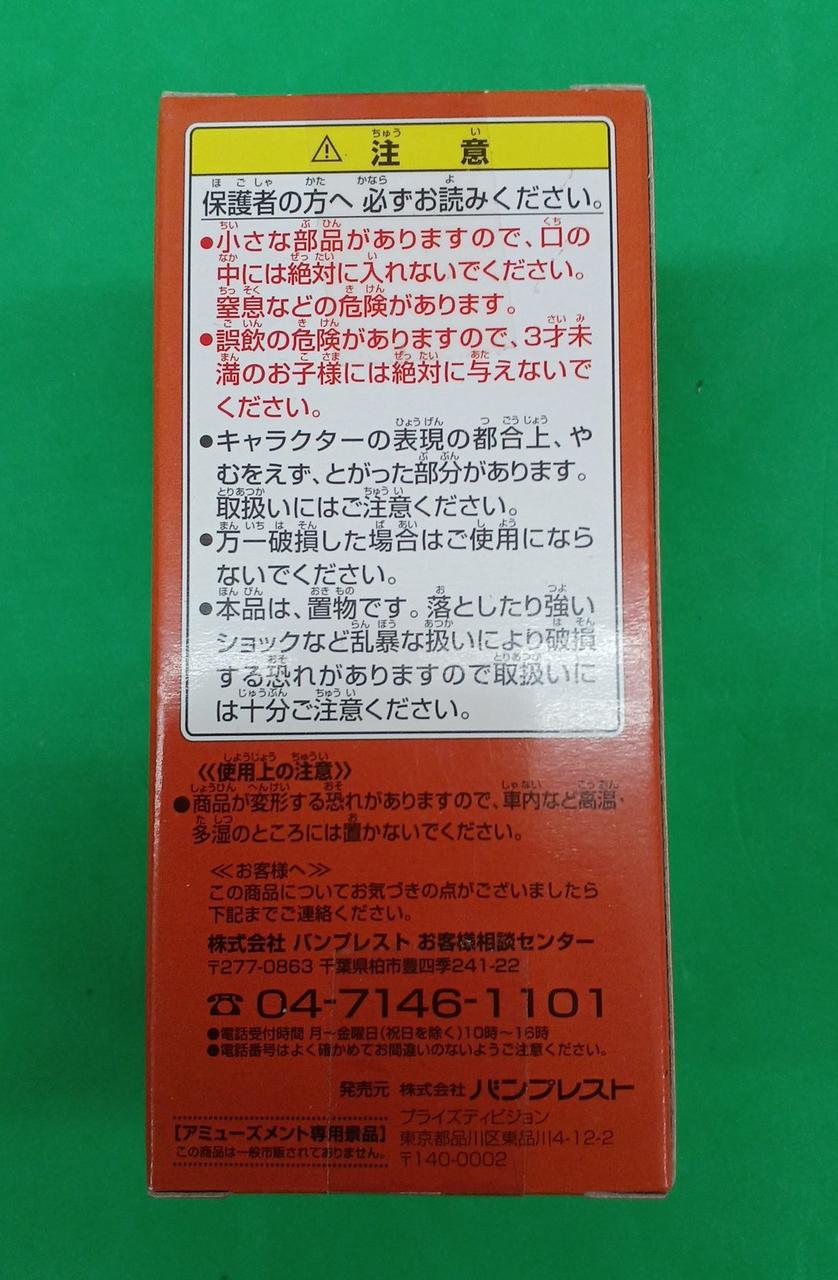 ⚠ 注意
保護者の方へ 必ずお読みください。
●小さな部品がありますので、口の
中には絶対に入れないでください。
窒息などの危険があります。
●誤飲の危険がありますので、3才未
満のお子様には絶対に与えないで
ください。
●キャラクターの表現の都合上、や
むをえず、とがった部分があります。
取扱いにはご注意ください。
●万一破損した場合はご使用になら
ないでください。
●本品は、置物です。落としたり強い
ショックなど乱暴な扱いにより破損
する恐れがありますので取扱いに
は十分ご注意ください。
《使用上の注意》
●商品が変形する恐れがありますので、車内など高温・
多湿のところには置かないでください。
≪お客様へ≫
この商品についてお気づきの点がございましたら
下記までご連絡ください。
株式会社 バンプレスト お客様相談センター
〒277-0863 千葉県柏市豊四季241-22
☎ 04-7146-1101
●電話受付時間 月〜金曜日(祝日を除く)10時〜16時
●電話番号はよく確かめてお間違いのないようご注意ください。
発売元 株式会社 バンプレスト
プライズディビジョン
東京都品川区東品川4-12-2
〒140-0002
【アミューズメント専用景品】
この商品は一般市販されておりません。